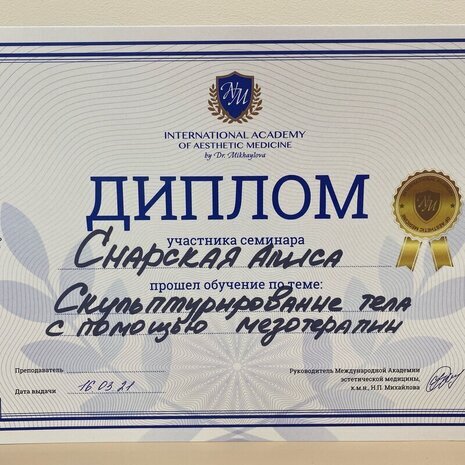 NM
INTERNATIONAL ACADEMY
OF AESTHETIC MEDICINE
by Dr. Mikhaylova
ДИПЛОМ
участника семинара
Снарская Алиса
прошел обучение по теме:
Скульптурирование тела
с помощью мезотерапии
Преподаватель
Дата выдачи 16 03 21
Руководитель Международной Академии
эстетической медицины,
к.м.н., Н.П. Михайлова